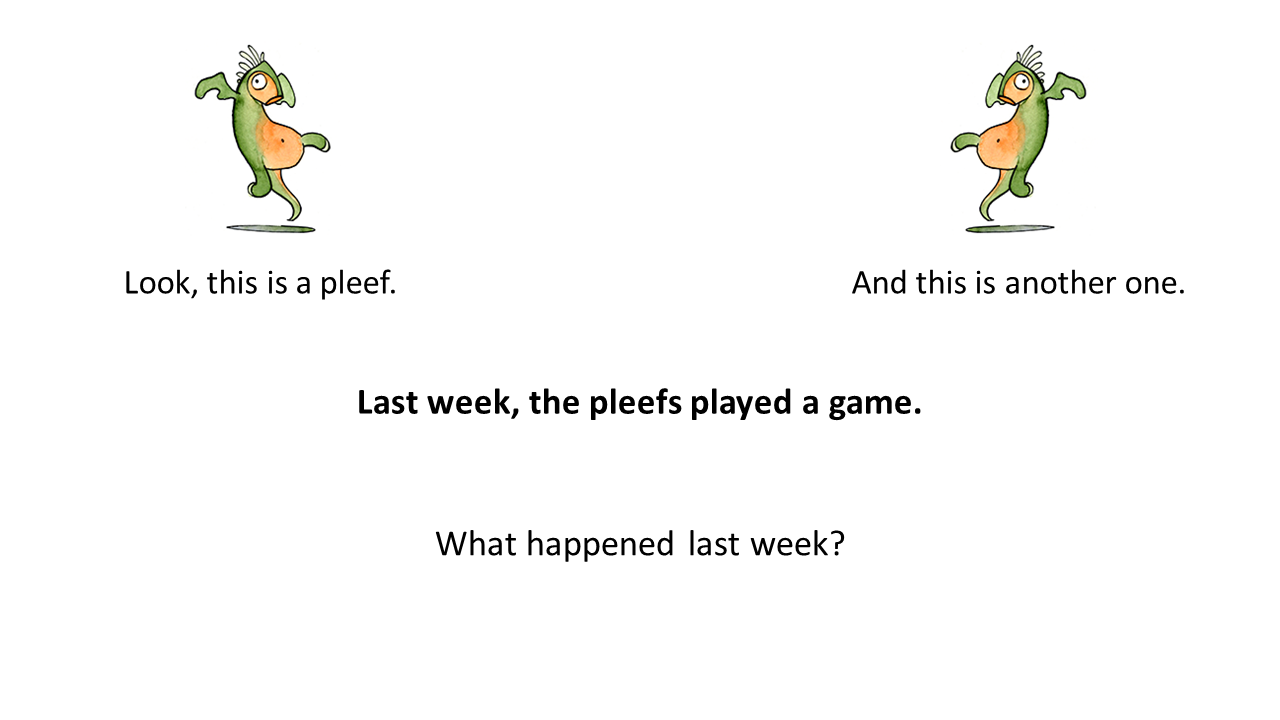 Look, this is a pleef.
And this is another one.
Last week, the pleefs played a game.
What happened last week?